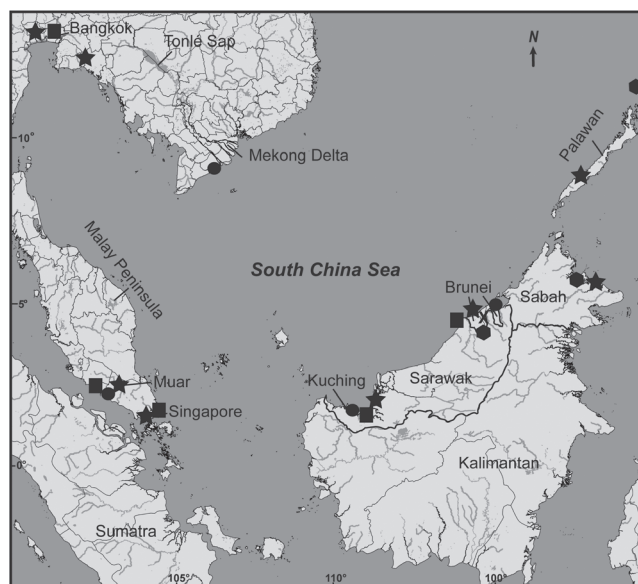 Bangkok
Tonlé Sap
N
10°
Mekong Delta
Palawan
Malay Peninsula
South China Sea
Brunei
Sabah
5°
Muar
Kuching
Sarawak
Singapore
0°
Kalimantan
Sumatra
105°
110°
100°